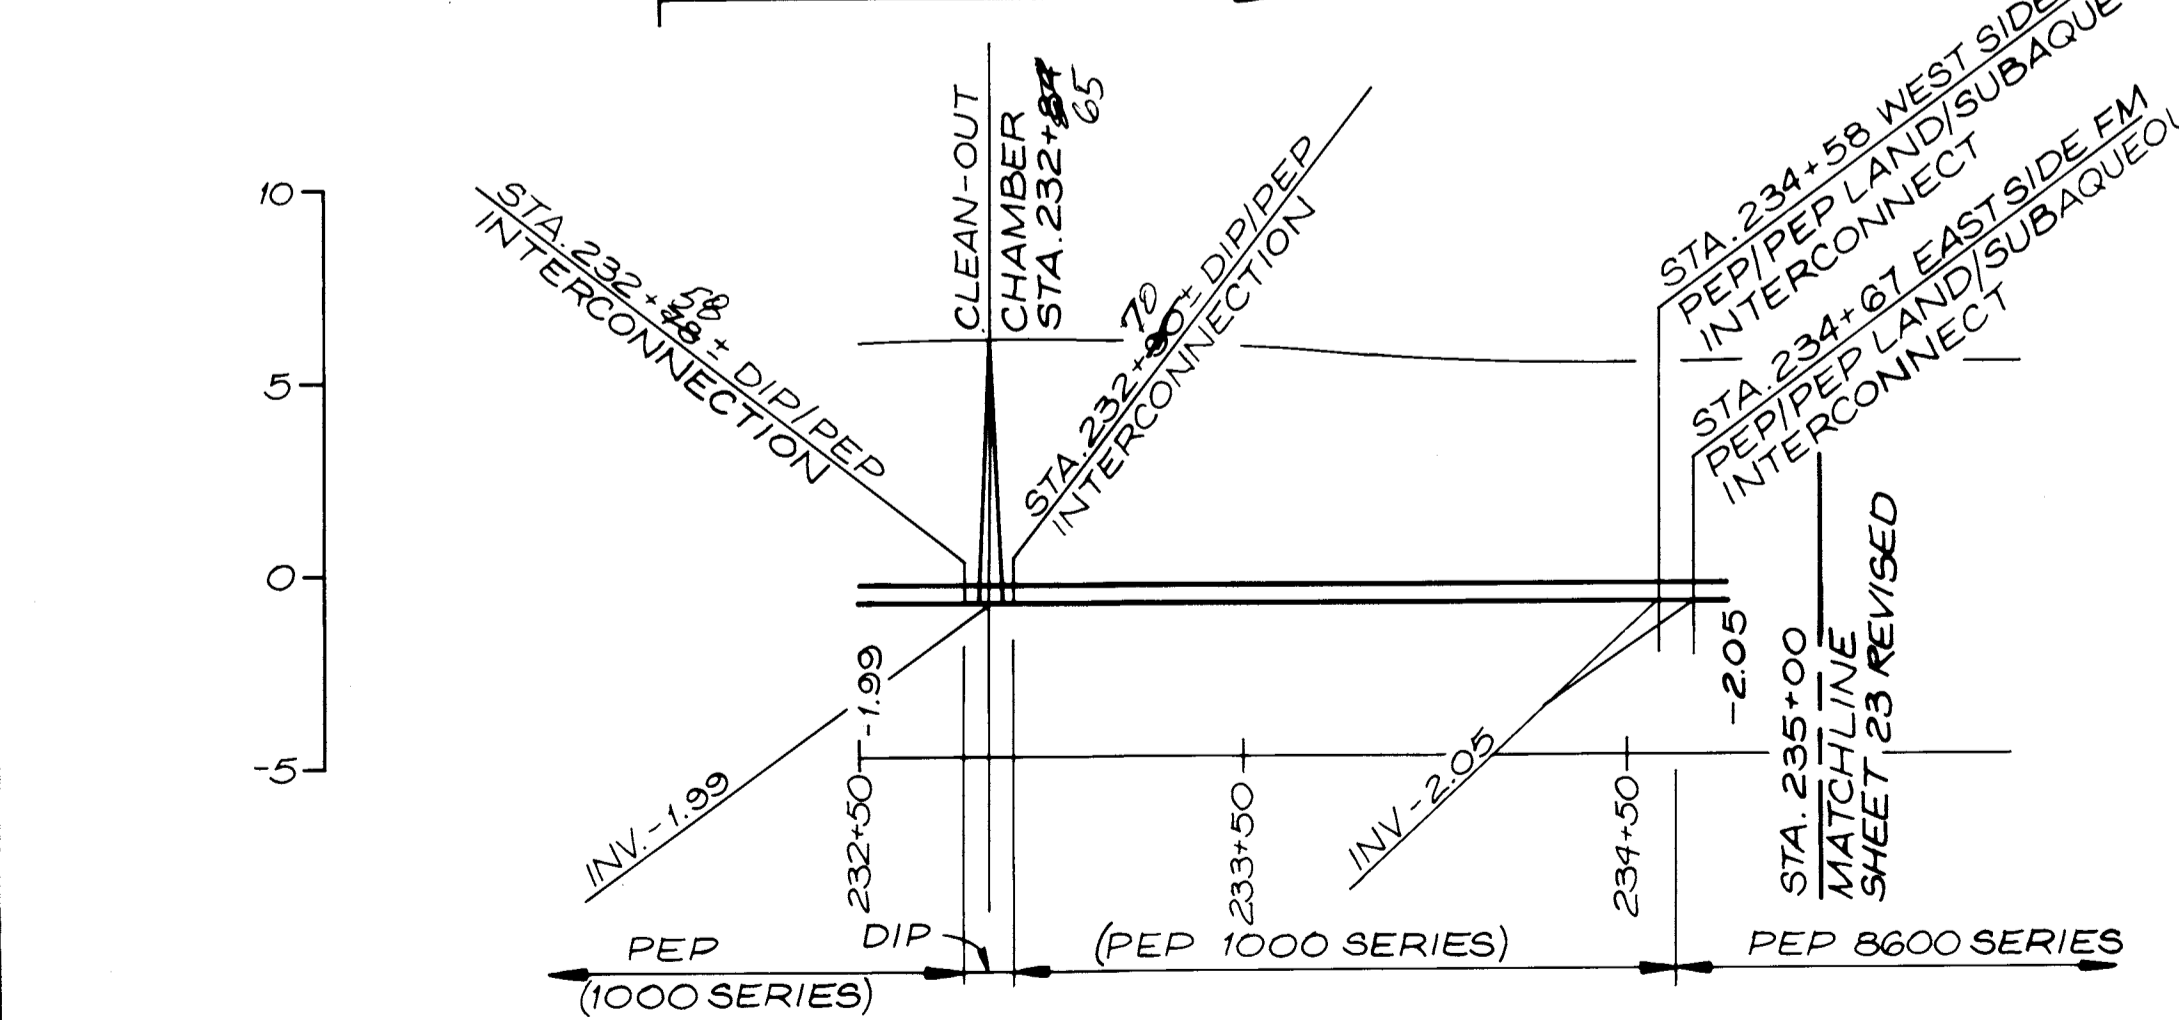 10
5
0
-5
STA. 232+58 ± DIP/PEP
INTERCONNECTION
CLEAN-OUT
CHAMBER
STA. 232+65
STA. 232+70 ± DIP/PEP
INTERCONNECTION
STA. 234+58 WEST SIDE
PEP/PEP LAND/SUBAQUE
INTERCONNECT
STA. 234+67 EAST SIDE FM
PEP/PEP LAND/SUBAQUEOU
INTERCONNECT
INV. -1.99
-1.99
INV -2.05
-2.05
232+50
233+50
234+50
STA. 235+00
MATCHLINE
SHEET 23 REVISED
PEP
(1000 SERIES)
DIP
(PEP 1000 SERIES)
PEP 8600 SERIES